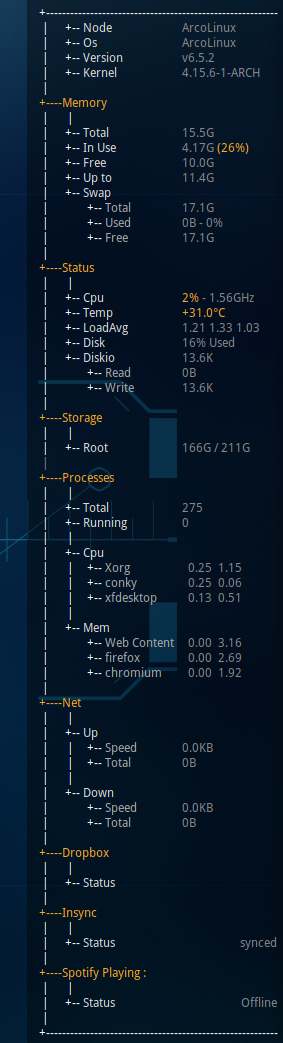 +-----------------------------------------------------------
| +-- Node ArcoLinux
| +-- Os ArcoLinux
| +-- Version v6.5.2
| +-- Kernel 4.15.6-1-ARCH
|
+----Memory
| |
| +-- Total 15.5G
| +-- In Use 4.17G (26%)
| +-- Free 10.0G
| +-- Up to 11.4G
| +-- Swap
| +-- Total 17.1G
| +-- Used 0B - 0%
| +-- Free 17.1G
|
+----Status
| |
| +-- Cpu 2% - 1.56GHz
| +-- Temp +31.0°C
| +-- LoadAvg 1.21 1.33 1.03
| +-- Disk 16% Used
| +-- Diskio 13.6K
| +-- Read 0B
| +-- Write 13.6K
|
+----Storage
| |
| +-- Root 166G / 211G
|
+----Processes
| |
| +-- Total 275
| +-- Running 0
| |
| +-- Cpu
| | +-- Xorg 0.25 1.15
| | +-- conky 0.25 0.06
| | +-- xfdesktop 0.13 0.51
| |
| +-- Mem
| +-- Web Content 0.00 3.16
| +-- firefox 0.00 2.69
| +-- chromium 0.00 1.92
|
+----Net
| |
| +-- Up
| | +-- Speed 0.0KB
| | +-- Total 0B
| |
| +-- Down
| +-- Speed 0.0KB
| +-- Total 0B
|
+----Dropbox
| |
| +-- Status
|
+----Insync
| |
| +-- Status synced
|
+----Spotify Playing :
| |
| +-- Status Offline
|
+-----------------------------------------------------------